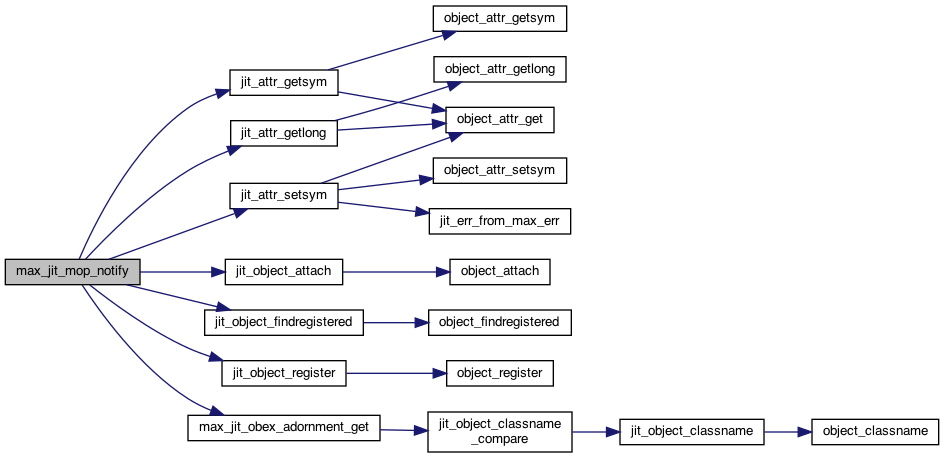 object_attr_getsym
object_attr_getlong
jit_attr_getsym
object_attr_get
jit_attr_getlong
object_attr_setsym
jit_attr_setsym
jit_err_from_max_err
max_jit_mop_notify
jit_object_attach
object_attach
jit_object_findregistered
object_findregistered
jit_object_register
object_register
max_jit_obex_adornment_get
jit_object_classname
_compare
jit_object_classname
object_classname